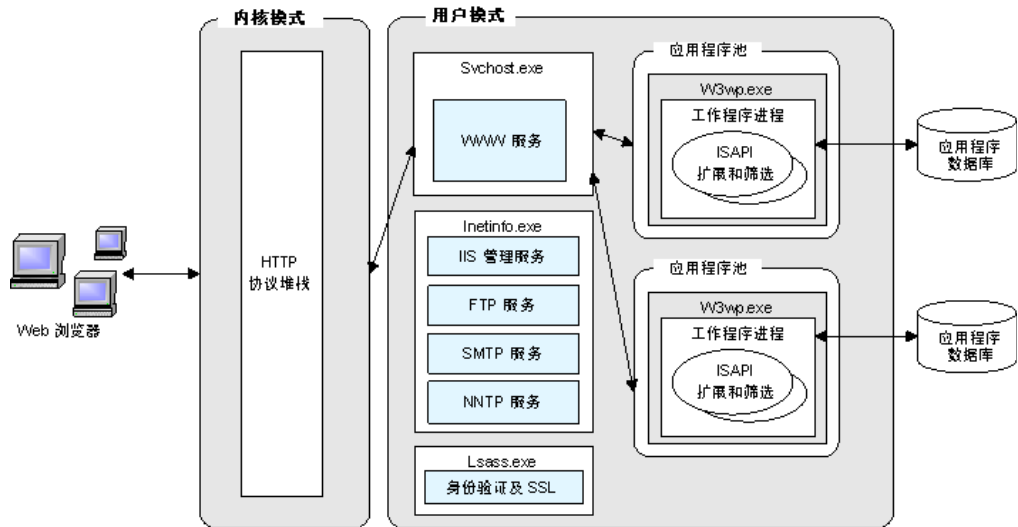 内核模式
HTTP
协议堆栈
Web 浏览器
用户模式
Svchost.exe
WWW 服务
Inetinfo.exe
IIS 管理服务
FTP 服务
SMTP 服务
NNTP 服务
Lsass.exe
身份验证及 SSL
应用程序池
W3wp.exe
工作程序进程
ISAPI
扩展和筛选
应用程序
数据库
应用程序池
W3wp.exe
工作程序进程
ISAPI
扩展和筛选
应用程序
数据库